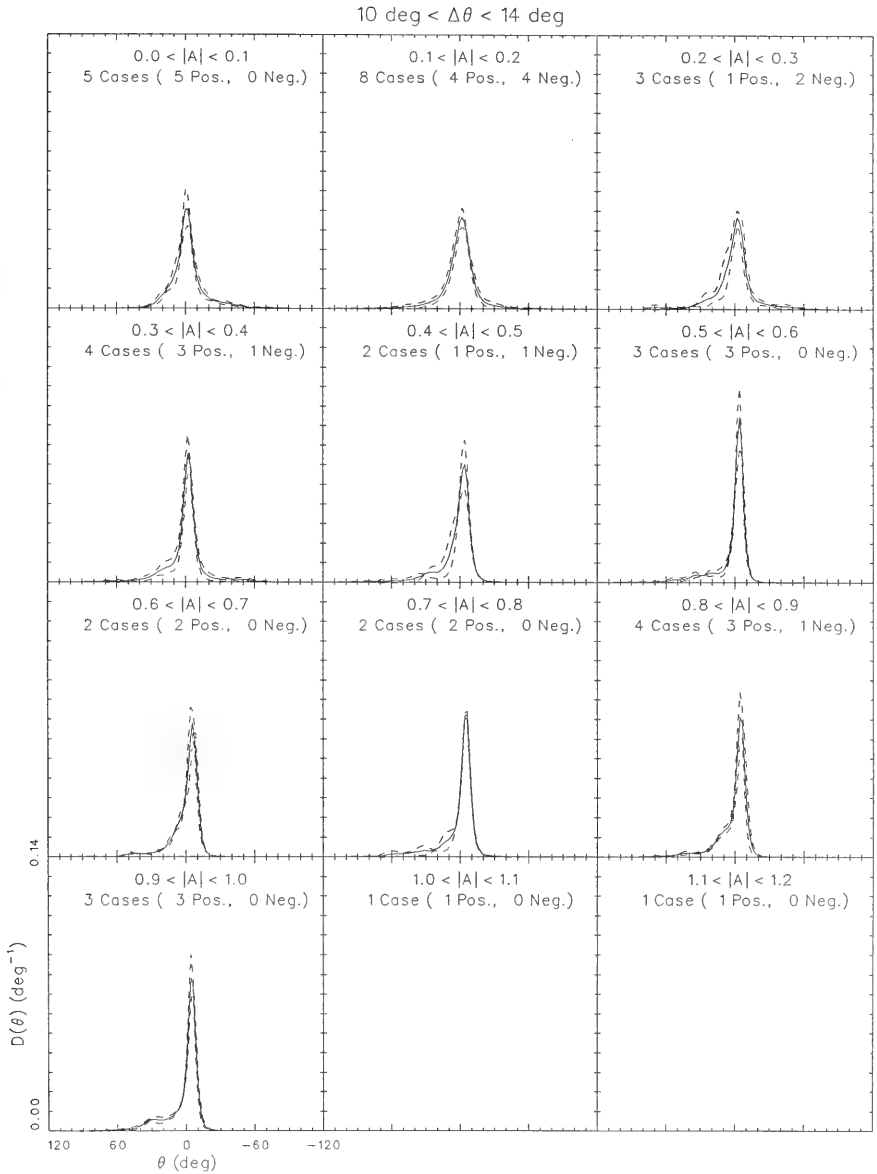 10 deg < Δθ < 14 deg
0.0 < |A| < 0.1
5 Cases ( 5 Pos., 0 Neg.)
0.1 < |A| < 0.2
8 Cases ( 4 Pos., 4 Neg.)
0.2 < |A| < 0.3
3 Cases ( 1 Pos., 2 Neg.)
0.3 < |A| < 0.4
4 Cases ( 3 Pos., 1 Neg.)
0.4 < |A| < 0.5
2 Cases ( 1 Pos., 1 Neg.)
0.5 < |A| < 0.6
3 Cases ( 3 Pos., 0 Neg.)
0.6 < |A| < 0.7
2 Cases ( 2 Pos., 0 Neg.)
0.7 < |A| < 0.8
2 Cases ( 2 Pos., 0 Neg.)
0.8 < |A| < 0.9
4 Cases ( 3 Pos., 1 Neg.)
0.9 < |A| < 1.0
3 Cases ( 3 Pos., 0 Neg.)
1.0 < |A| < 1.1
1 Case ( 1 Pos., 0 Neg.)
1.1 < |A| < 1.2
1 Case ( 1 Pos., 0 Neg.)
0.14
D(θ) (deg⁻¹)
0.00
120 60 0 -60 -120
θ (deg)